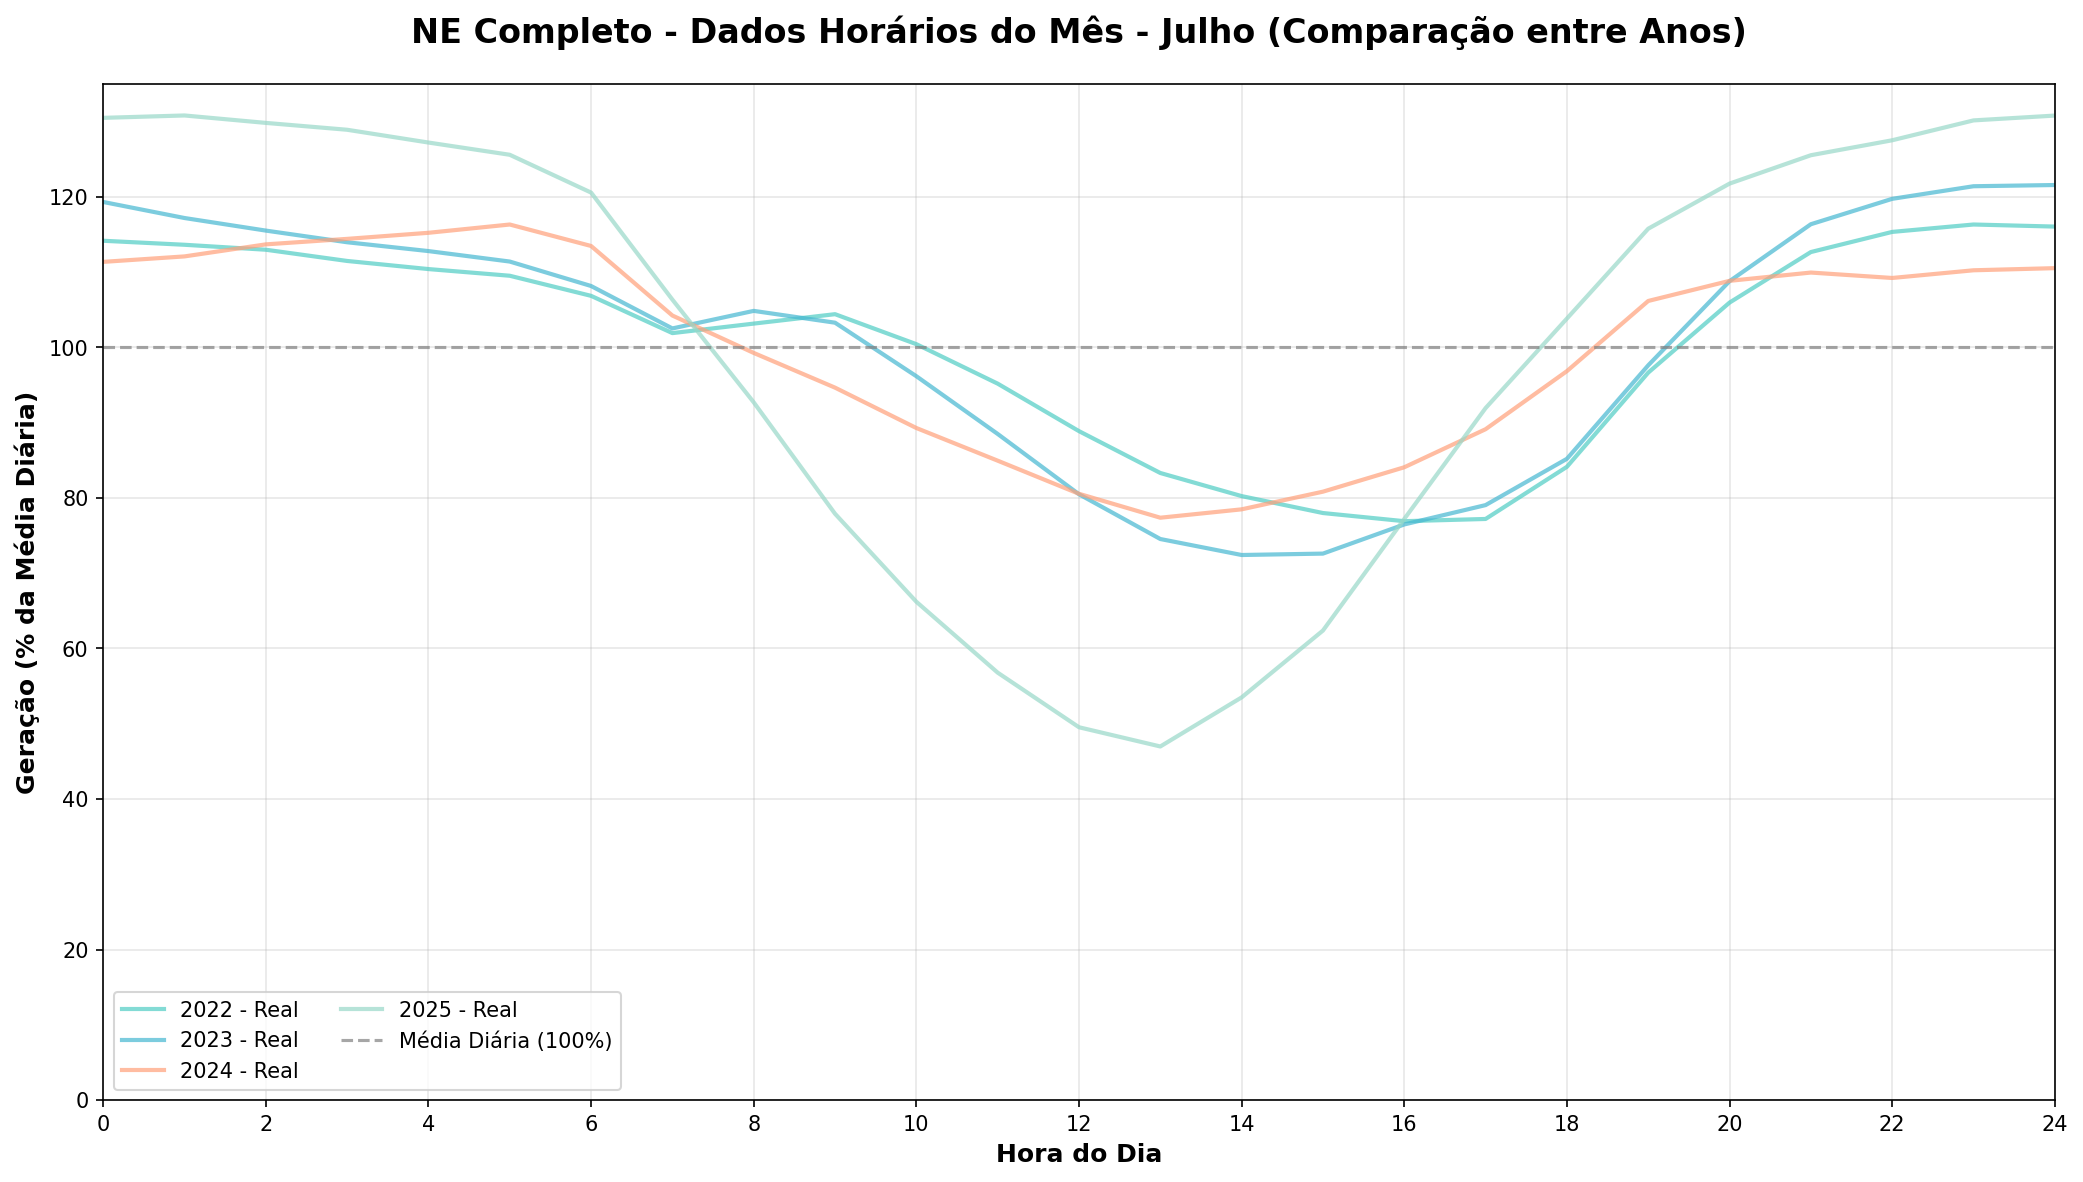 NE Completo - Dados Horários do Mês - Julho (Comparação entre Anos)
Geração (% da Média Diária)
120
100
80
60
40
20
0
2022 - Real
2023 - Real
2024 - Real
2025 - Real
Média Diária (100%)
0 2 4 6 8 10 12 14 16 18 20 22 24
Hora do Dia